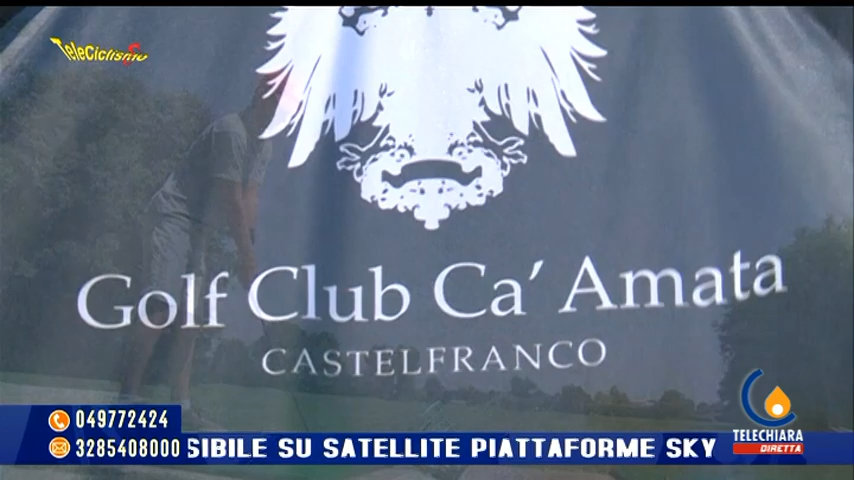 TeleCiclismo
Golf Club Ca' Amata
CASTELFRANCO
049772424
3285408000
SIBILE SU SATELLITE PIATTAFORME SKY
TELECHIARA
DIRETTA